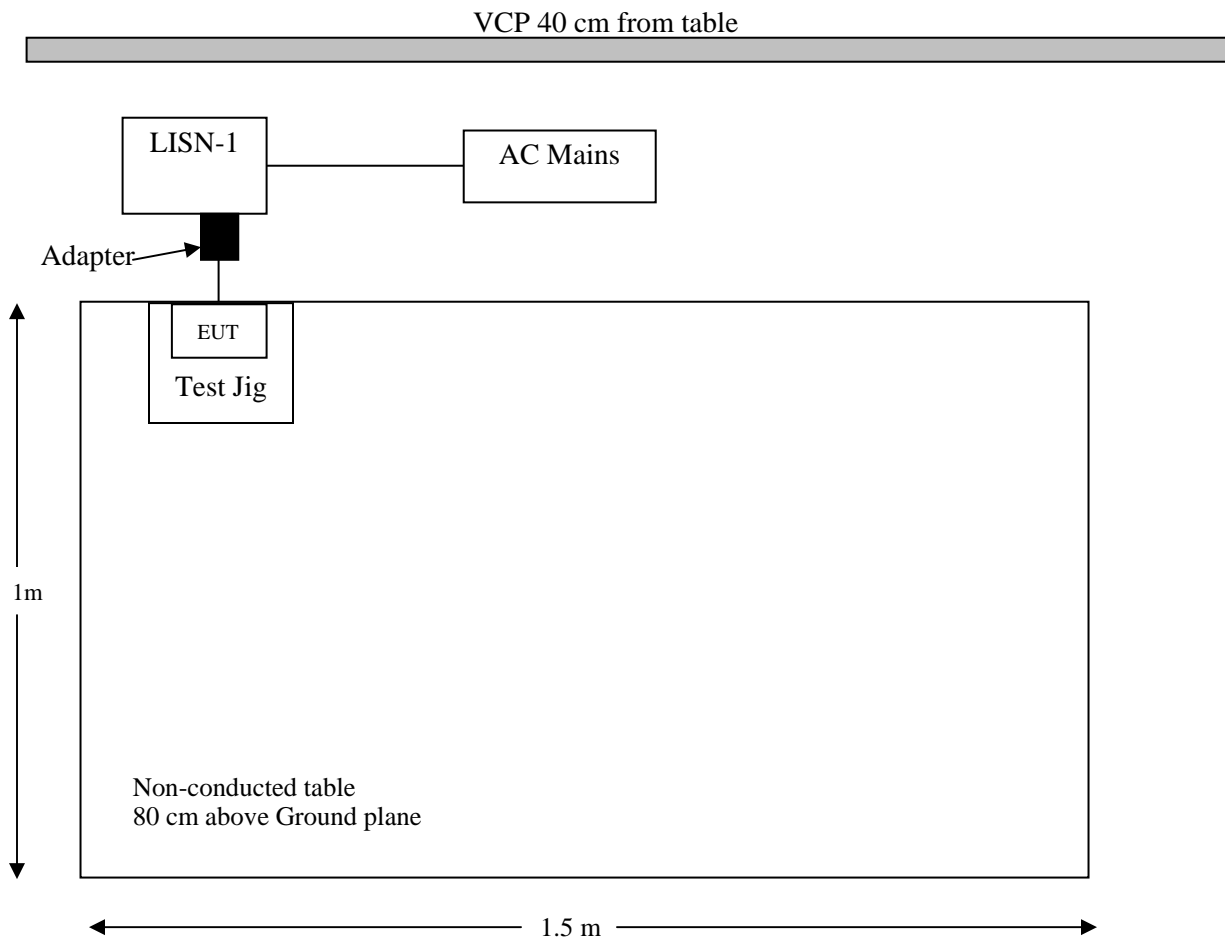 VCP 40 cm from table
LISN-1
AC Mains
Adapter
EUT
Test Jig
1m
Non-conducted table
80 cm above Ground plane
1.5 m